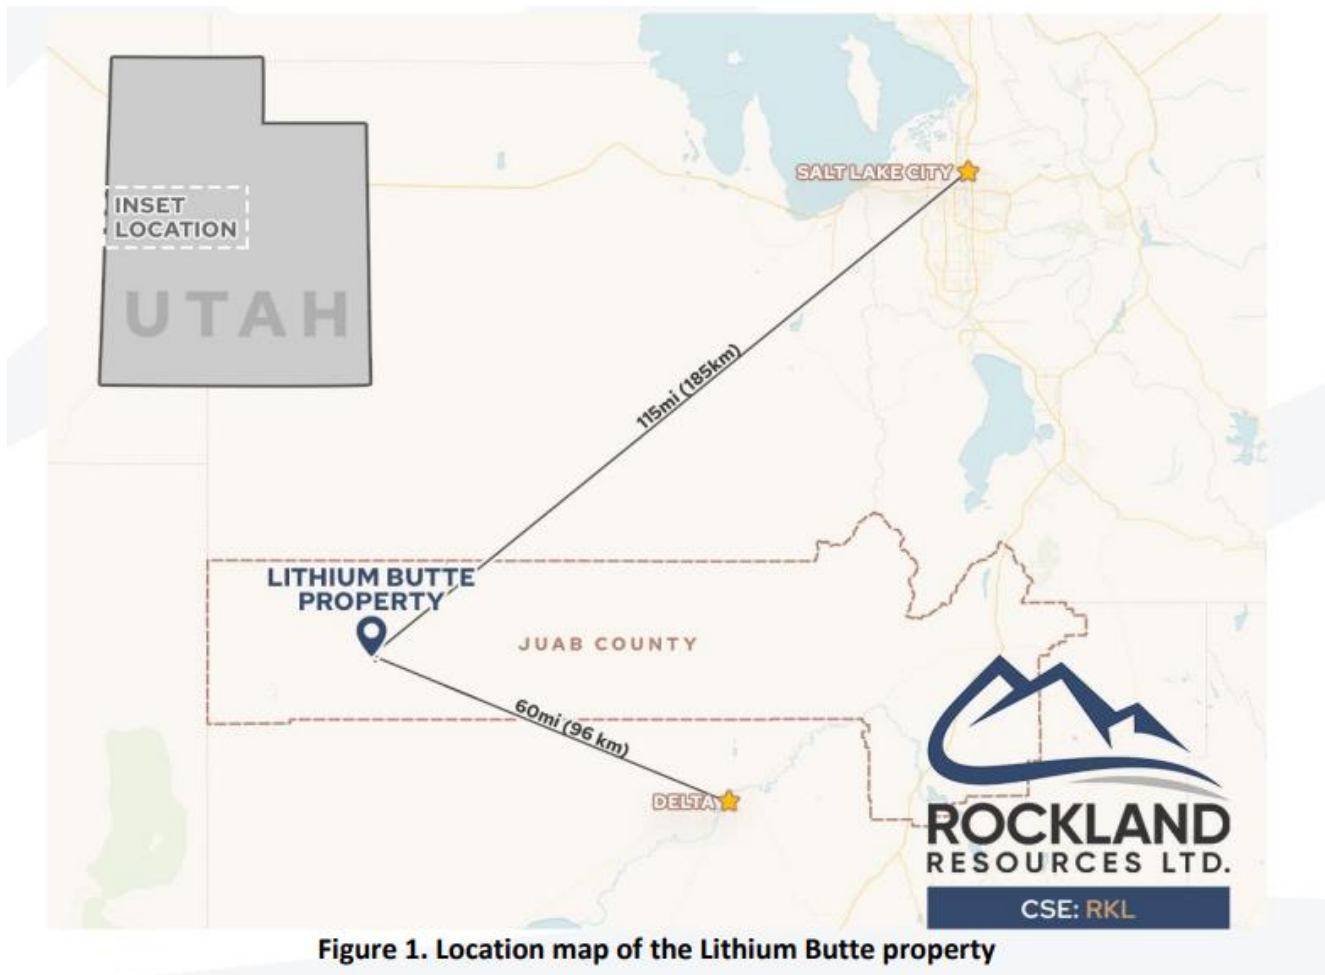 INSET
LOCATION
UTAH
SALT LAKE CITY
115mi (185km)
LITHIUM BUTTE
PROPERTY
JUAB COUNTY
60mi (96 km)
DELTA
ROCKLAND
RESOURCES LTD.
CSE: RKL
Figure 1. Location map of the Lithium Butte property